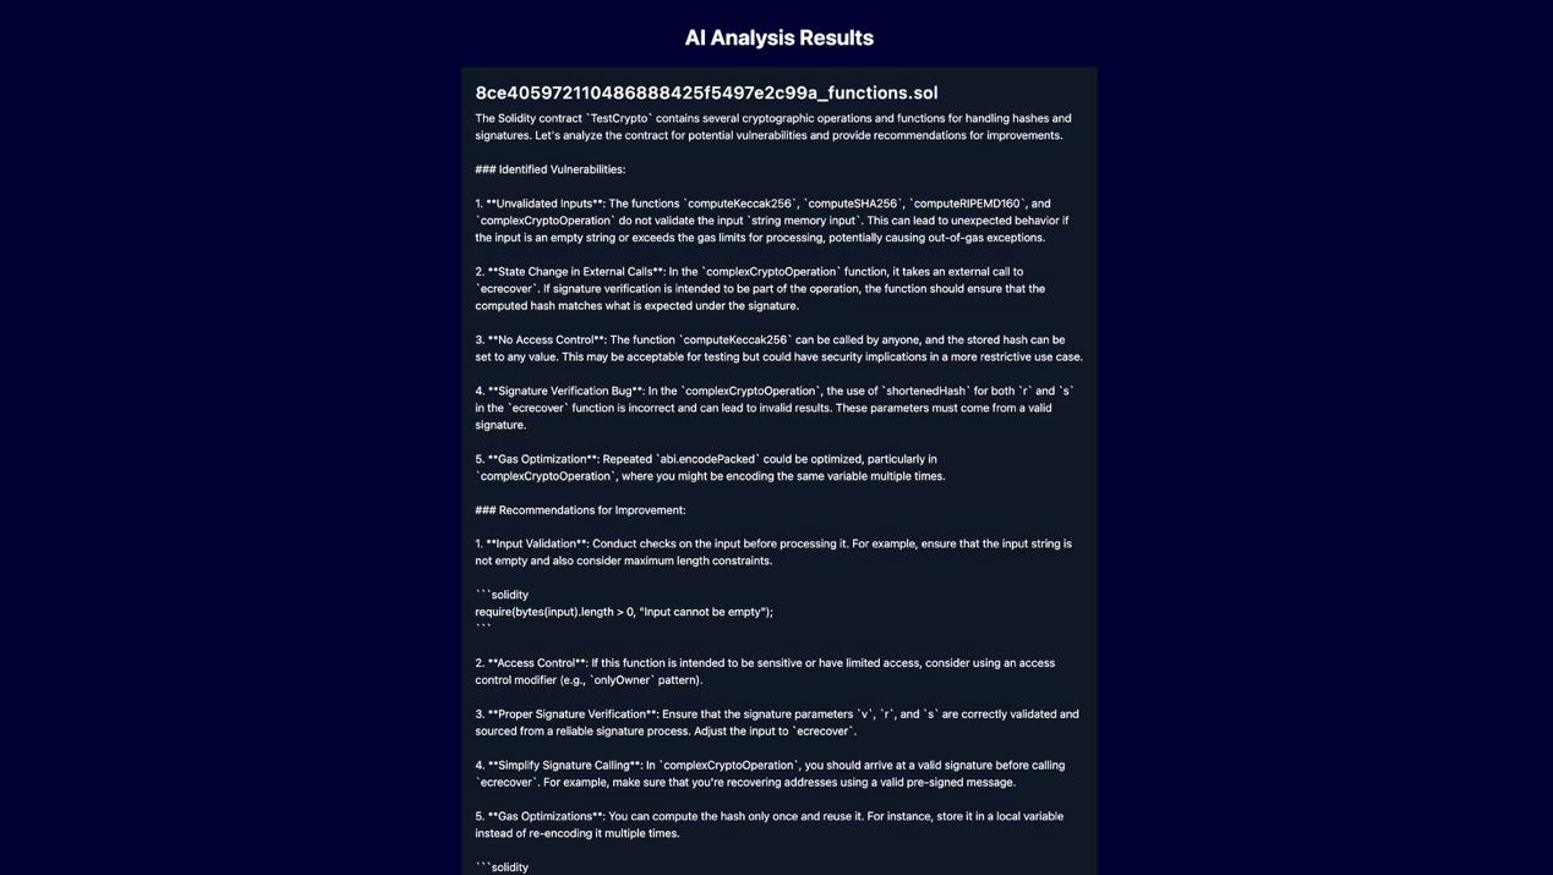 AI Analysis Results
8ce405972110486888425f5497e2c99a_functions.sol
The Solidity contract `TestCrypto` contains several cryptographic operations and functions for handling hashes and
signatures. Let's analyze the contract for potential vulnerabilities and provide recommendations for improvements.
### Identified Vulnerabilities:
1. **Unvalidated Inputs**: The functions `computeKeccak256`, `computeSHA256`, `computeRIPEMD160`, and
`complexCryptoOperation` do not validate the input `string memory input`. This can lead to unexpected behavior if
the input is an empty string or exceeds the gas limits for processing, potentially causing out-of-gas exceptions.
2. **State Change in External Calls**: In the `complexCryptoOperation` function, it takes an external call to
`ecrecover`. If signature verification is intended to be part of the operation, the function should ensure that the
computed hash matches what is expected under the signature.
3. **No Access Control**: The function `computeKeccak256` can be called by anyone, and the stored hash can be
set to any value. This may be acceptable for testing but could have security implications in a more restrictive use case.
4. **Signature Verification Bug**: In the `complexCryptoOperation`, the use of `shortenedHash` for both `r` and `s`
in the `ecrecover` function is incorrect and can lead to invalid results. These parameters must come from a valid
signature.
5. **Gas Optimization**: Repeated `abi.encodePacked` could be optimized, particularly in
`complexCryptoOperation`, where you might be encoding the same variable multiple times.
### Recommendations for Improvement:
1. **Input Validation**: Conduct checks on the input before processing it. For example, ensure that the input string is
not empty and also consider maximum length constraints.
```solidity
require(bytes(input).length > 0, "Input cannot be empty");
```
2. **Access Control**: If this function is intended to be sensitive or have limited access, consider using an access
control modifier (e.g., `onlyOwner` pattern).
3. **Proper Signature Verification**: Ensure that the signature parameters `v`, `r`, and `s` are correctly validated and
sourced from a reliable signature process. Adjust the input to `ecrecover`.
4. **Simplify Signature Calling**: In `complexCryptoOperation`, you should arrive at a valid signature before calling
`ecrecover`. For example, make sure that you're recovering addresses using a valid pre-signed message.
5. **Gas Optimizations**: You can compute the hash only once and reuse it. For instance, store it in a local variable
instead of re-encoding it multiple times.
```solidity